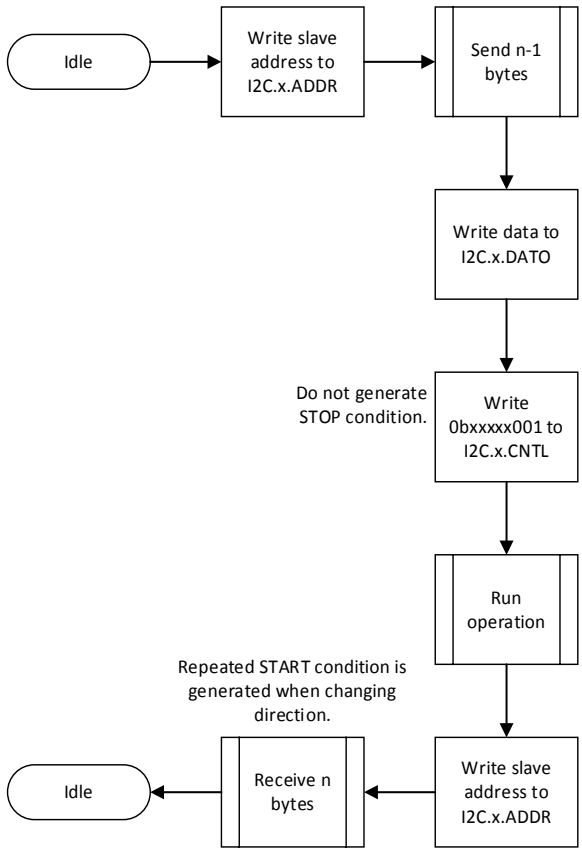 Idle
Write slave
address to
I2C.x.ADDR
Send n-1
bytes
Write data to
I2C.x.DATO
Do not generate
STOP condition.
Write
0bxxxxx001 to
I2C.x.CNTL
Run
operation
Repeated START condition is
generated when changing
direction.
Write slave
address to
I2C.x.ADDR
Receive n
bytes
Idle